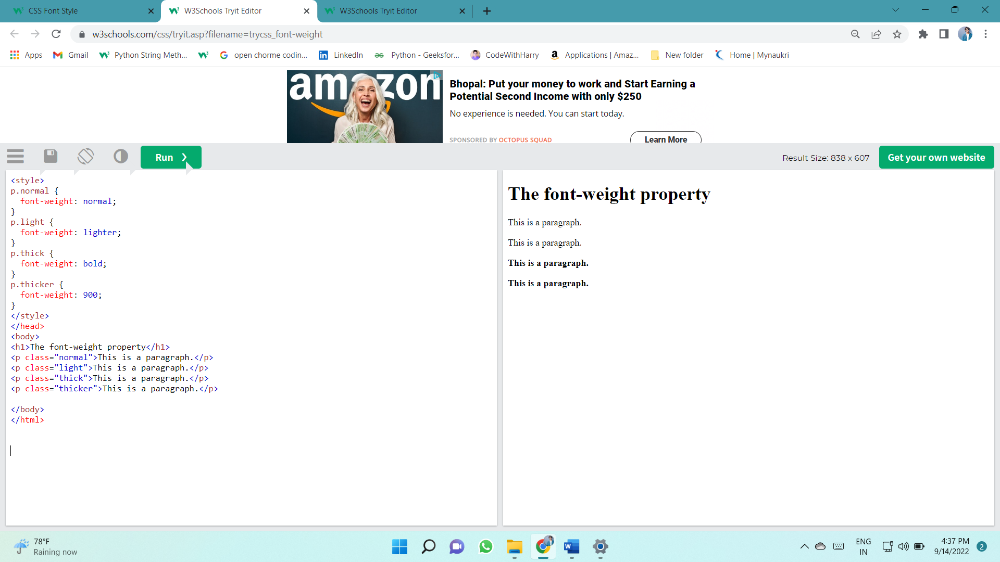 CSS Font Style
W3Schools Tryit Editor
W3Schools Tryit Editor
w3schools.com/css/tryit.asp?filename=trycss_font-weight
Apps
Gmail
Python String Meth...
open chorme codin...
LinkedIn
Python - Geeksfor...
CodeWithHarry
Applications | Amaz...
New folder
Home | Mynaukri
amazon
Bhopal: Put your money to work and Start Earning a
Potential Second Income with only $250
No experience is needed. You can start today.
SPONSORED BY OCTOPUS SQUAD
Learn More
Run ❯
Result Size: 838 x 607
Get your own website
<style>
p.normal {
  font-weight: normal;
}
p.light {
  font-weight: lighter;
}
p.thick {
  font-weight: bold;
}
p.thicker {
  font-weight: 900;
}
</style>
</head>
<body>
<h1>The font-weight property</h1>
<p class="normal">This is a paragraph.</p>
<p class="light">This is a paragraph.</p>
<p class="thick">This is a paragraph.</p>
<p class="thicker">This is a paragraph.</p>
</body>
</html>
The font-weight property
This is a paragraph.
This is a paragraph.
This is a paragraph.
This is a paragraph.
78°F
Raining now
ENG
IN
4:37 PM
9/14/2022
2